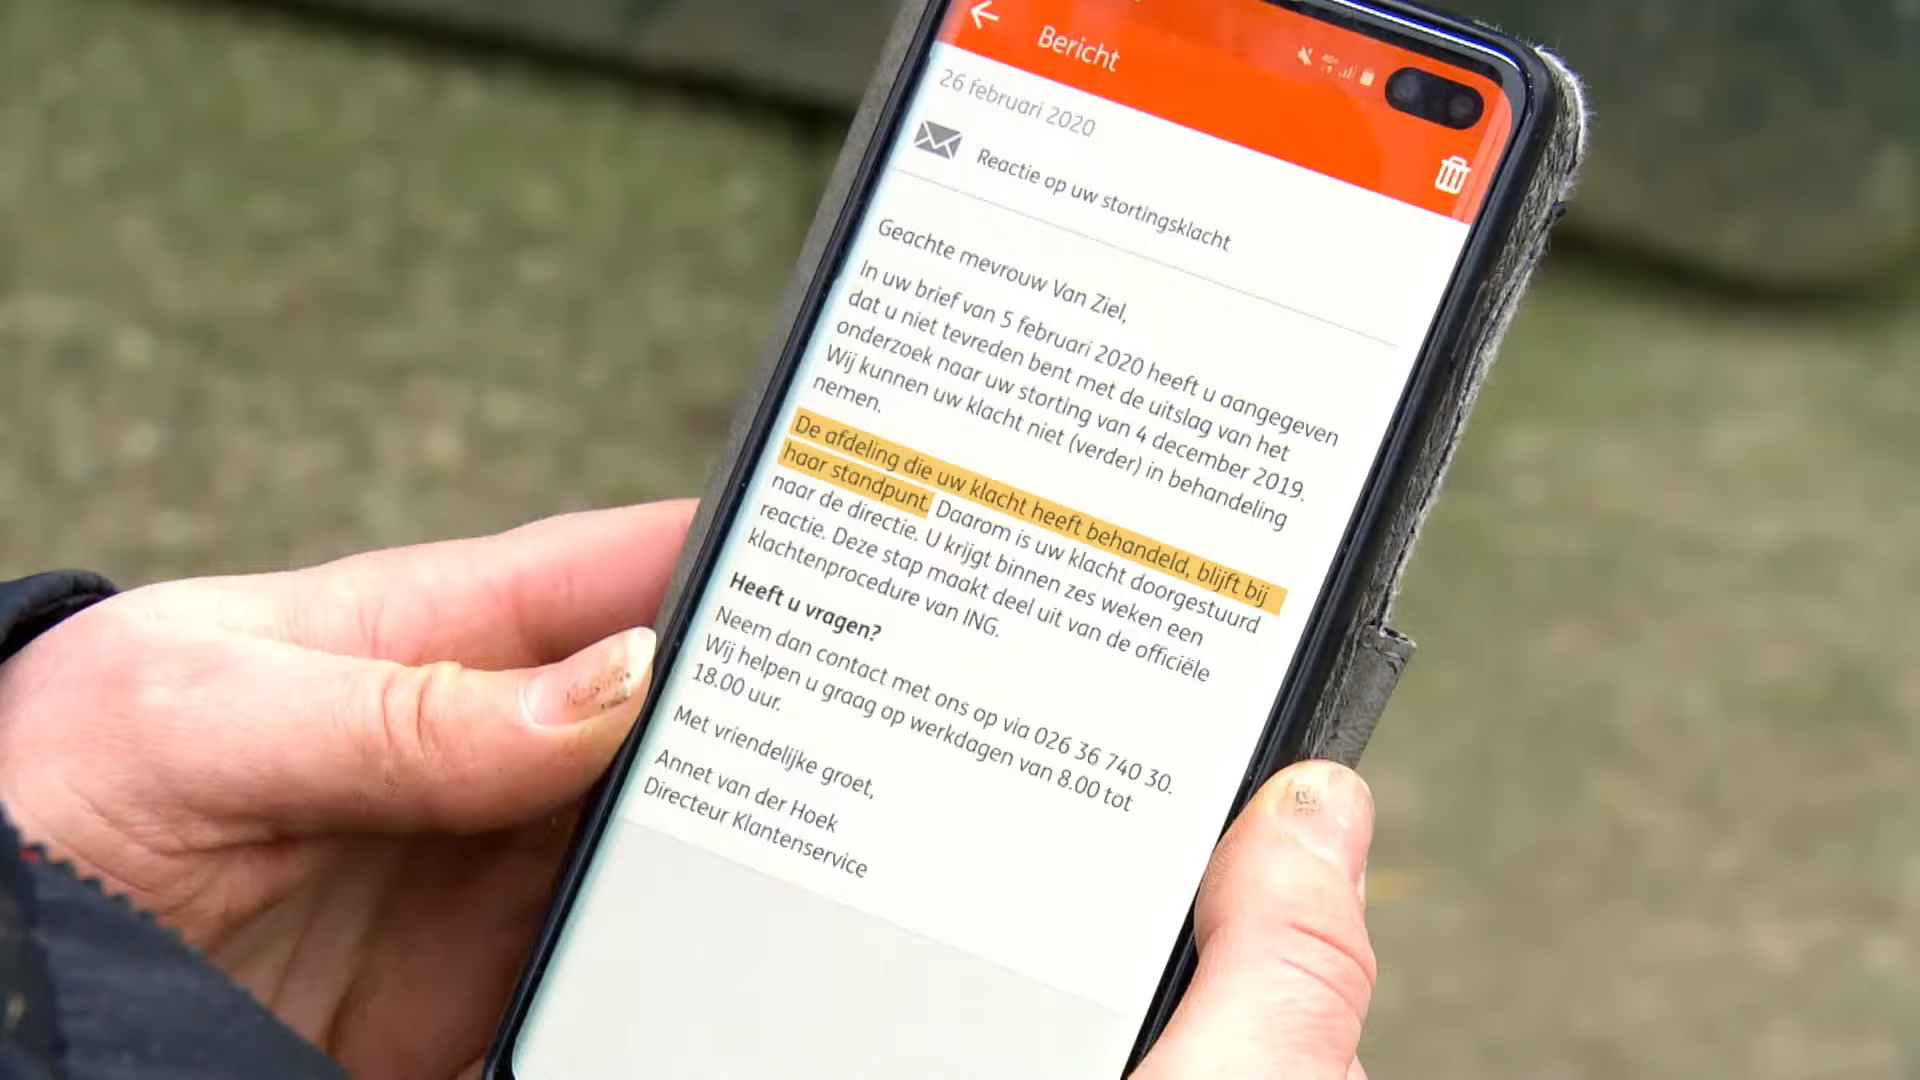 Bericht
26 februari 2020
Reactie op uw stortingsklacht
Geachte mevrouw Van Ziel,
In uw brief van 5 februari 2020 heeft u aangegeven
dat u niet tevreden bent met de uitslag van het
onderzoek naar uw storting van 4 december 2019.
Wij kunnen uw klacht niet (verder) in behandeling
nemen.
De afdeling die uw klacht heeft behandeld, blijft bij
haar standpunt. Daarom is uw klacht doorgestuurd
naar de directie. U krijgt binnen zes weken een
reactie. Deze stap maakt deel uit van de officiële
klachtenprocedure van ING.
Heeft u vragen?
Neem dan contact met ons op via 026 36 740 30.
Wij helpen u graag op werkdagen van 8.00 tot
18.00 uur.
Met vriendelijke groet,
Annet van der Hoek
Directeur Klantenservice